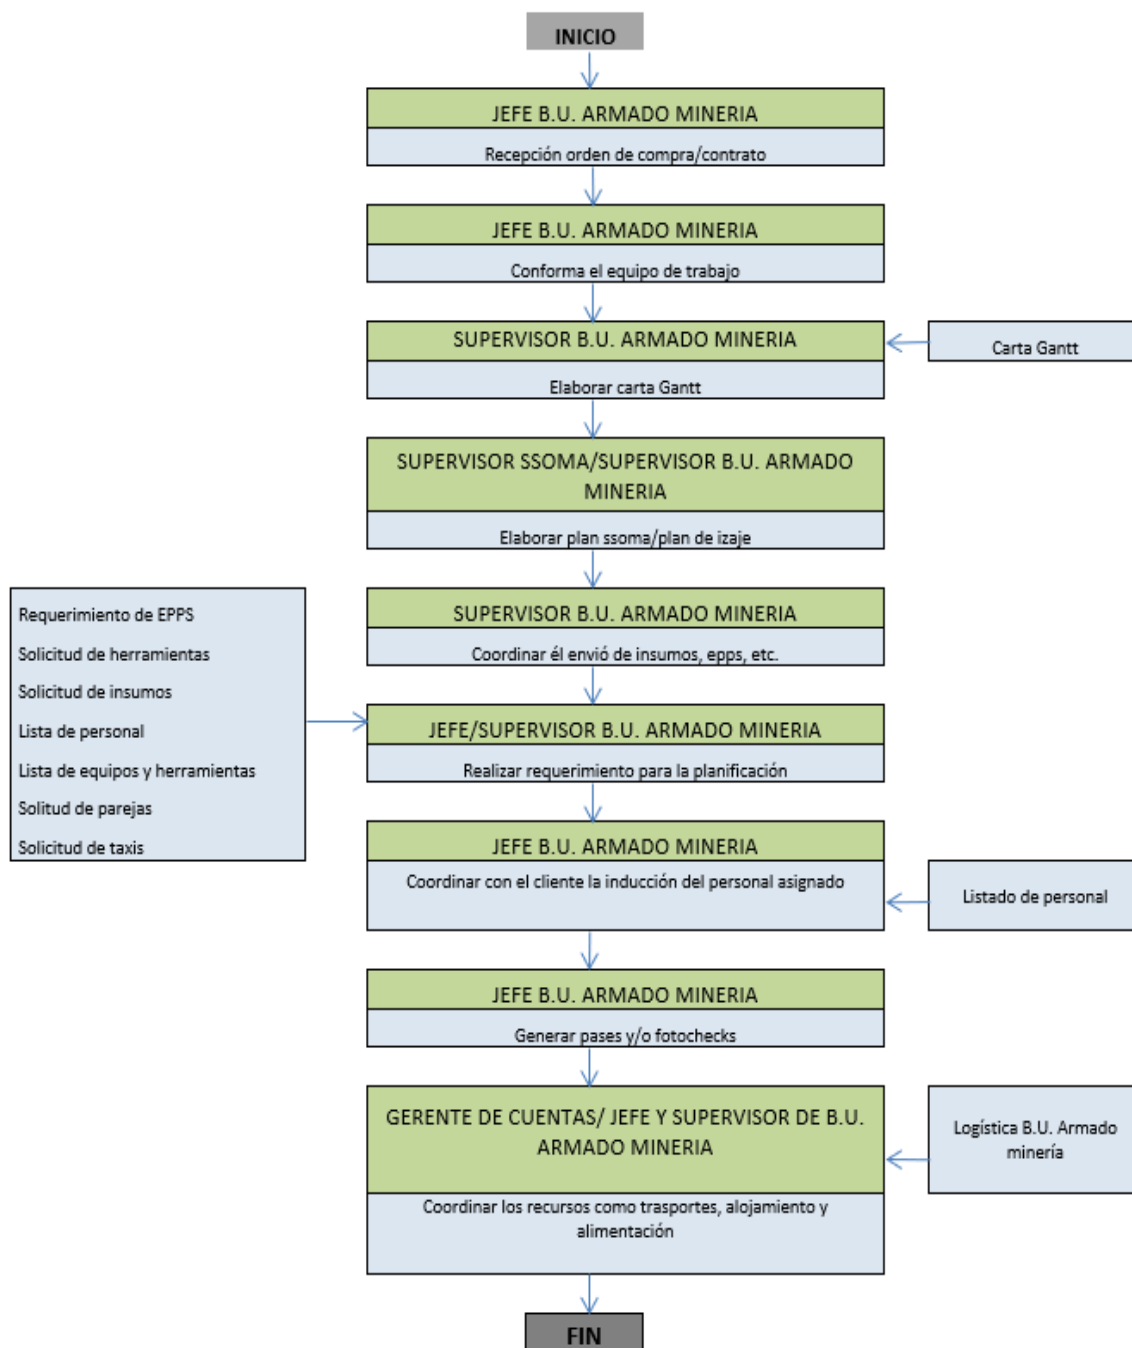 INICIO
JEFE B.U. ARMADO MINERIA
Recepción orden de compra/contrato
JEFE B.U. ARMADO MINERIA
Conforma el equipo de trabajo
SUPERVISOR B.U. ARMADO MINERIA
Elaborar carta Gantt
Carta Gantt
SUPERVISOR SSOMA/SUPERVISOR B.U. ARMADO
MINERIA
Elaborar plan ssoma/plan de izaje
SUPERVISOR B.U. ARMADO MINERIA
Coordinar él envió de insumos, epps, etc.
Requerimiento de EPPS
Solicitud de herramientas
Solicitud de insumos
Lista de personal
Lista de equipos y herramientas
Solitud de parejas
Solicitud de taxis
JEFE/SUPERVISOR B.U. ARMADO MINERIA
Realizar requerimiento para la planificación
JEFE B.U. ARMADO MINERIA
Coordinar con el cliente la inducción del personal asignado
Listado de personal
JEFE B.U. ARMADO MINERIA
Generar pases y/o fotochecks
GERENTE DE CUENTAS/ JEFE Y SUPERVISOR DE B.U.
ARMADO MINERIA
Coordinar los recursos como trasportes, alojamiento y
alimentación
Logística B.U. Armado
minería
FIN